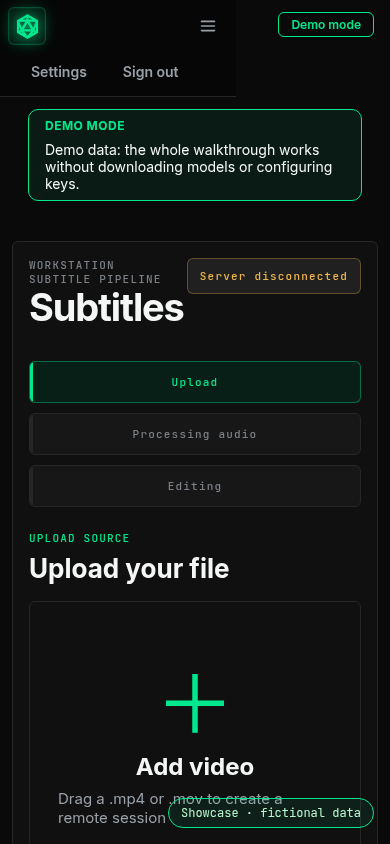 Demo mode
Settings
Sign out
DEMO MODE
Demo data: the whole walkthrough works
without downloading models or configuring
keys.
WORKSTATION
SUBTITLE PIPELINE
Server disconnected
Subtitles
Upload
Processing audio
Editing
UPLOAD SOURCE
Upload your file
Add video
Drag a .mp4 or .mov to create a
remote session
Showcase · fictional data